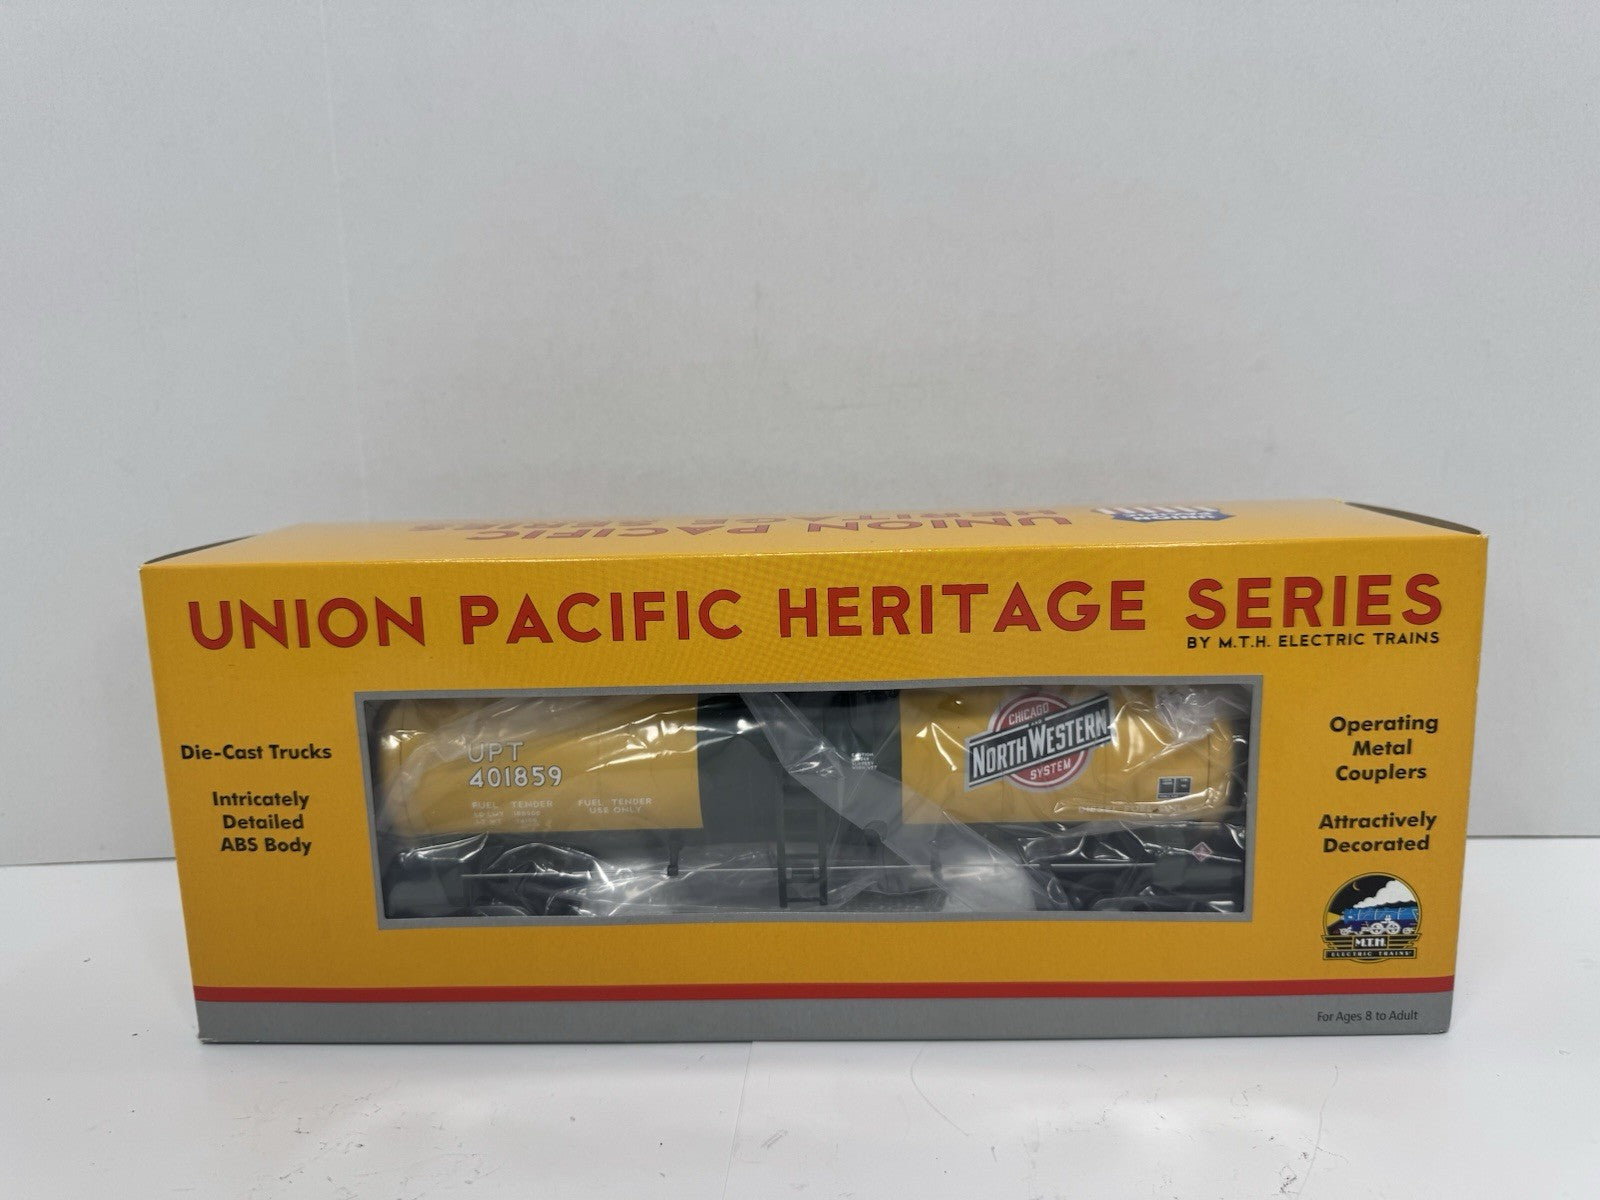 UNION PACIFIC
HERITAGE SERIES
UNION
PACIFIC
UNION PACIFIC HERITAGE SERIES
BY M.T.H. ELECTRIC TRAINS
Die-Cast Trucks
Intricately
Detailed
ABS Body
UPT
401859
FUEL TENDER
FUEL TENDER
USE ONLY
CHICAGO
AND
NORTH WESTERN
SYSTEM
Operating
Metal
Couplers
Attractively
Decorated
M.T.H.
ELECTRIC TRAINS
For Ages 8 to Adult